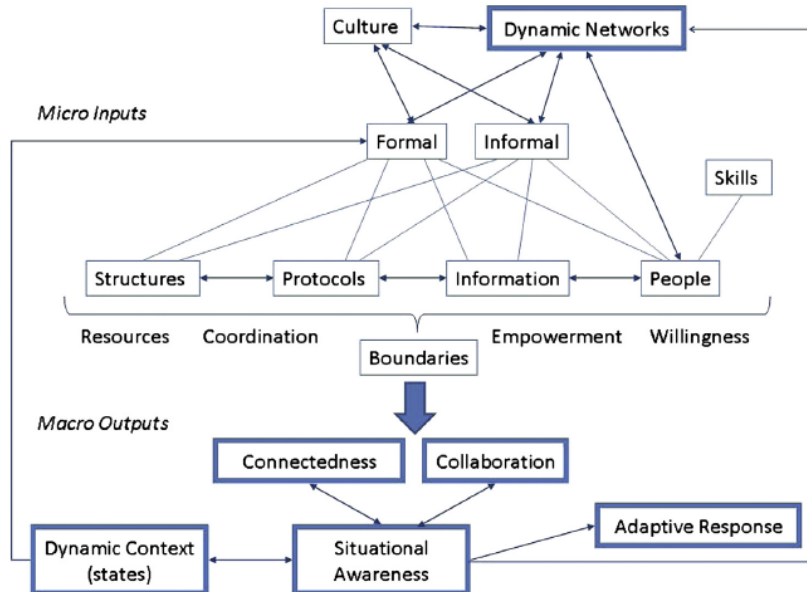 Culture
Dynamic Networks
Micro Inputs
Formal
Informal
Skills
Structures
Protocols
Information
People
Resources
Coordination
Empowerment
Willingness
Boundaries
Macro Outputs
Connectedness
Collaboration
Adaptive Response
Dynamic Context
(states)
Situational
Awareness